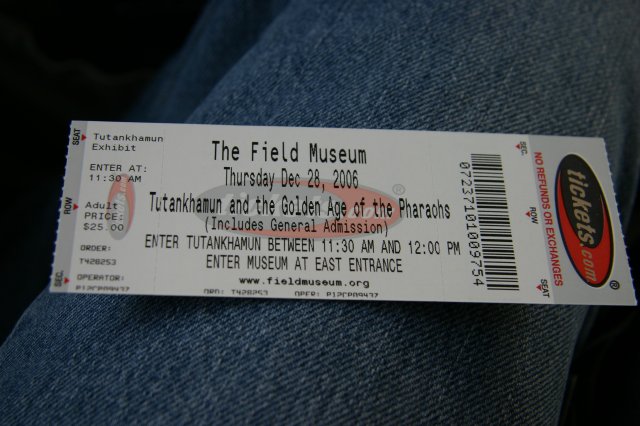 SEAT
ROW
SEC.
Tutankhamun
Exhibit
ENTER AT:
11:30 AM
Adult
PRICE:
$25.00
ORDER:
T428253
OPERATOR:
P12CP09437
The Field Museum
Thursday Dec 28, 2006
Tutankhamun and the Golden Age of the Pharaohs
(Includes General Admission)
ENTER TUTANKHAMUN BETWEEN 11:30 AM AND 12:00 PM
ENTER MUSEUM AT EAST ENTRANCE
www.fieldmuseum.org
ORD: T428253 OPER: P12CP09437
07237101009754
SEC.
ROW
SEAT
NO REFUNDS OR EXCHANGES
tickets.com
®